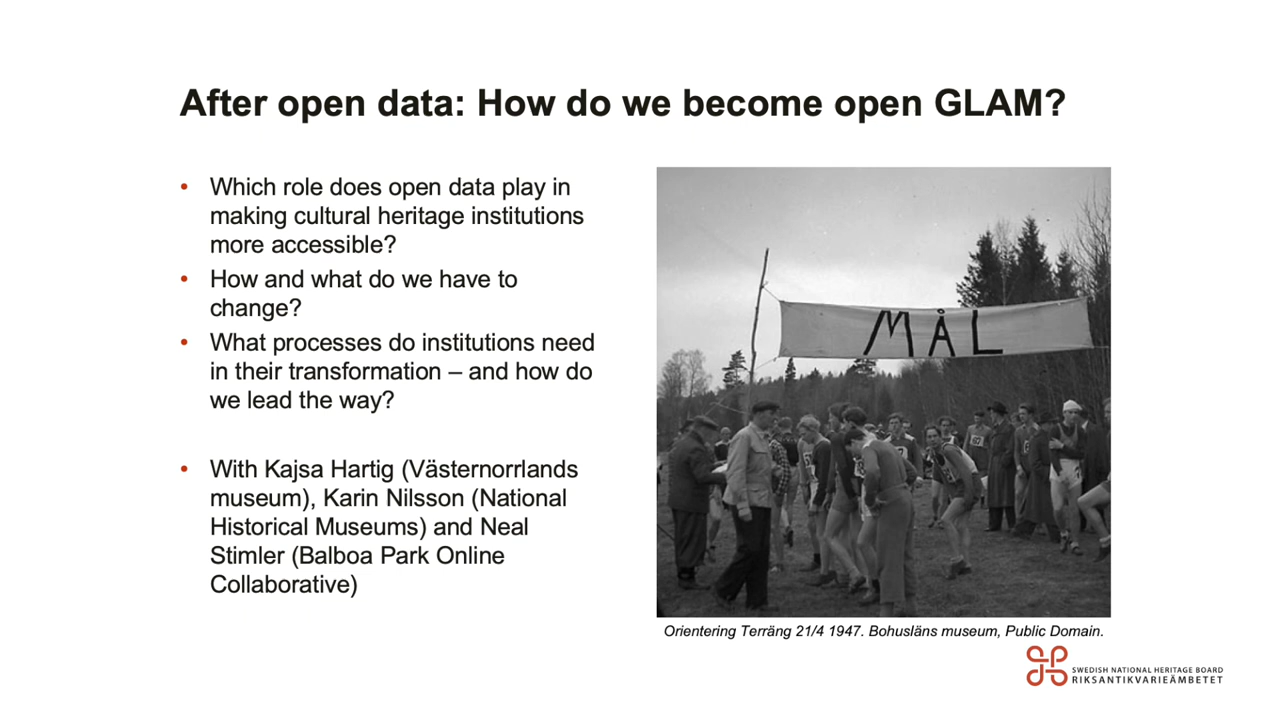 After open data: How do we become open GLAM?
• Which role does open data play in
making cultural heritage institutions
more accessible?
• How and what do we have to
change?
• What processes do institutions need
in their transformation – and how do
we lead the way?
• With Kajsa Hartig (Västernorrlands
museum), Karin Nilsson (National
Historical Museums) and Neal
Stimler (Balboa Park Online
Collaborative)
MÅL
Orientering Terräng 21/4 1947. Bohusläns museum, Public Domain.
SWEDISH NATIONAL HERITAGE BOARD
RIKSANTIKVARIEÄMBETET